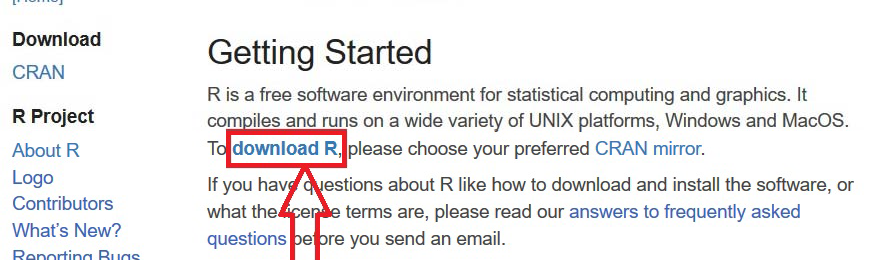 [Home]
Download
CRAN
R Project
About R
Logo
Contributors
What's New?
Reporting Bugs
Getting Started
R is a free software environment for statistical computing and graphics. It
compiles and runs on a wide variety of UNIX platforms, Windows and MacOS.
To download R, please choose your preferred CRAN mirror.
If you have questions about R like how to download and install the software, or
what the license terms are, please read our answers to frequently asked
questions before you send an email.